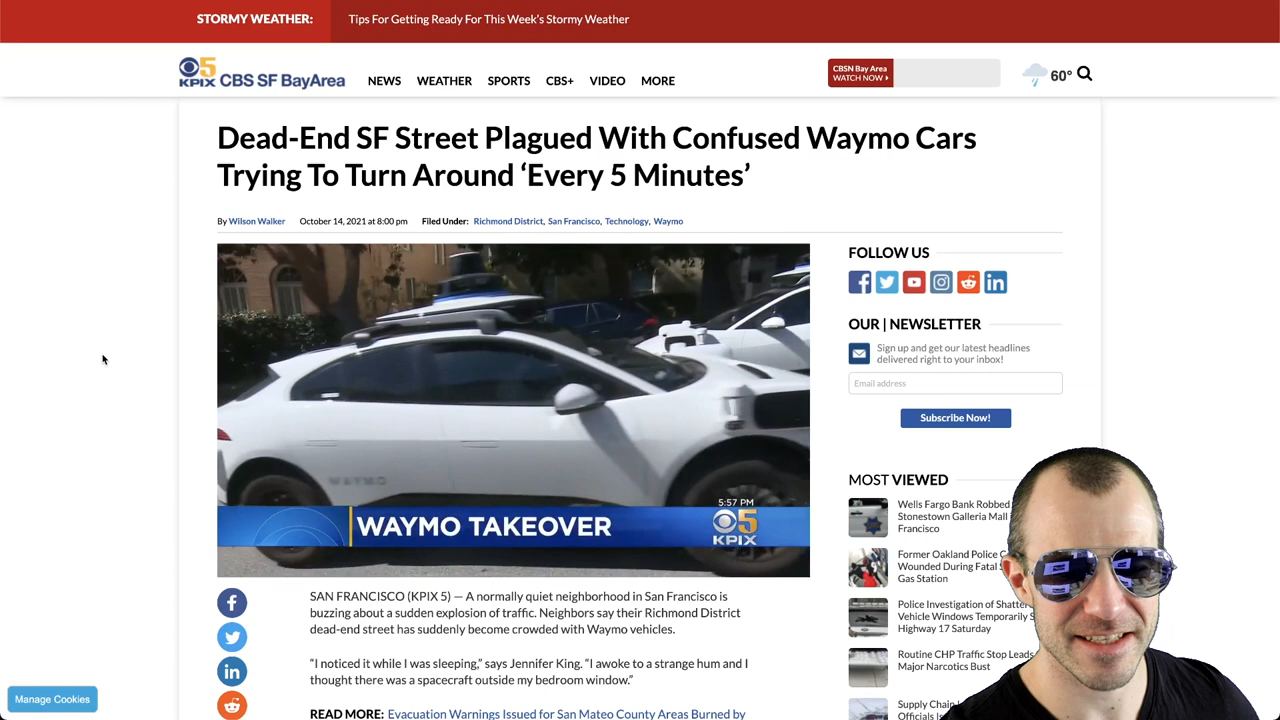 STORMY WEATHER:
Tips For Getting Ready For This Week's Stormy Weather
5
KPIX CBS SF BayArea
NEWS WEATHER SPORTS CBS+ VIDEO MORE
CBSN Bay Area
WATCH NOW
60°
Dead-End SF Street Plagued With Confused Waymo Cars
Trying To Turn Around ‘Every 5 Minutes’
By Wilson Walker October 14, 2021 at 8:00 pm Filed Under: Richmond District, San Francisco, Technology, Waymo
WAYMO
5:57 PM
WAYMO TAKEOVER
5
KPIX
SAN FRANCISCO (KPIX 5) — A normally quiet neighborhood in San Francisco is
buzzing about a sudden explosion of traffic. Neighbors say their Richmond District
dead-end street has suddenly become crowded with Waymo vehicles.
“I noticed it while I was sleeping,” says Jennifer King. “I awoke to a strange hum and I
thought there was a spacecraft outside my bedroom window.”
READ MORE: Evacuation Warnings Issued for San Mateo County Areas Burned by
FOLLOW US
OUR | NEWSLETTER
Sign up and get our latest headlines
delivered right to your inbox!
Email address
Subscribe Now!
MOST VIEWED
Wells Fargo Bank Robbed
Stonestown Galleria Mall
Francisco
Former Oakland Police
Wounded During Fatal
Gas Station
Police Investigation of Shatter
Vehicle Windows Temporarily
Highway 17 Saturday
Routine CHP Traffic Stop Leads
Major Narcotics Bust
Supply Chain
Officials
Manage Cookies